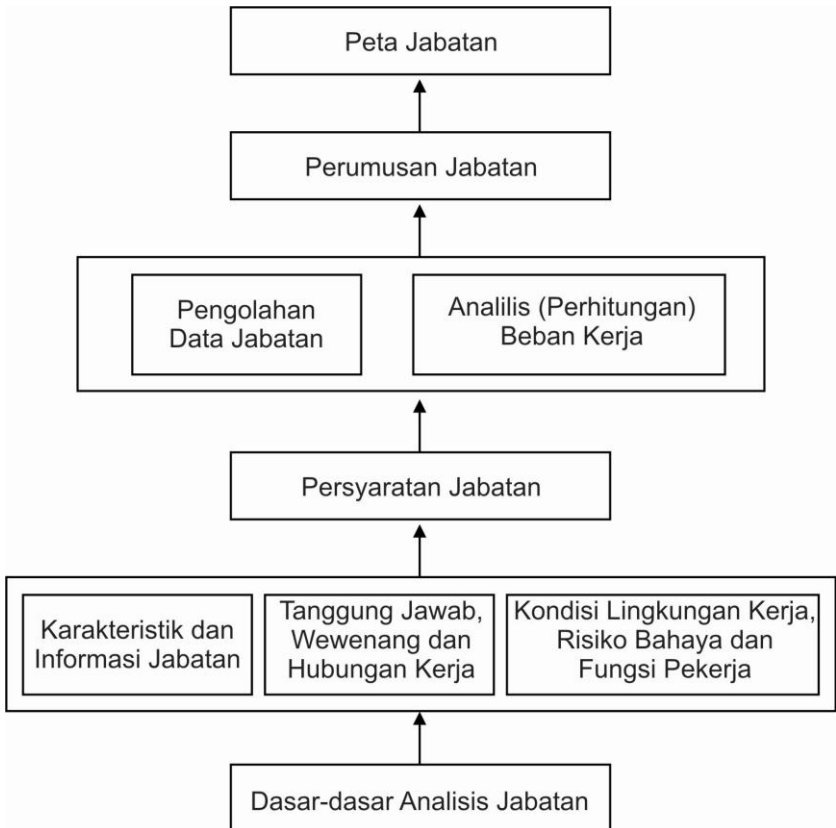 Peta Jabatan
Perumusan Jabatan
Pengolahan
Data Jabatan
Analilis (Perhitungan)
Beban Kerja
Persyaratan Jabatan
Karakteristik dan
Informasi Jabatan
Tanggung Jawab,
Wewenang dan
Hubungan Kerja
Kondisi Lingkungan Kerja,
Risiko Bahaya dan
Fungsi Pekerja
Dasar-dasar Analisis Jabatan